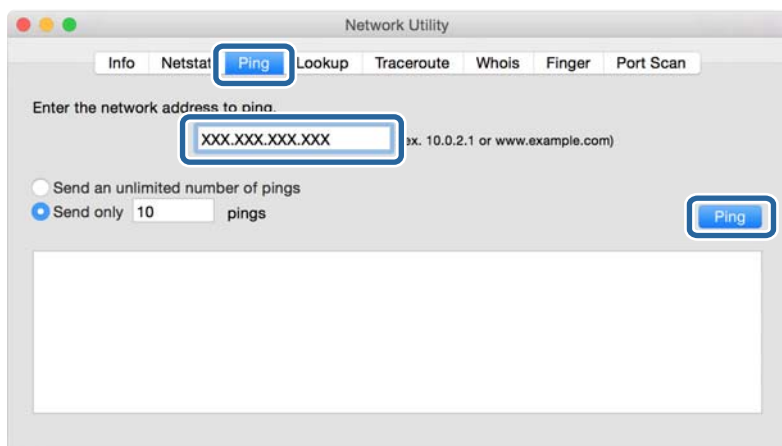 Network Utility
Info Netstat Ping Lookup Traceroute Whois Finger Port Scan
Enter the network address to ping.
XXX.XXX.XXX.XXX ex. 10.0.2.1 or www.example.com)
Send an unlimited number of pings
Send only 10 pings
Ping